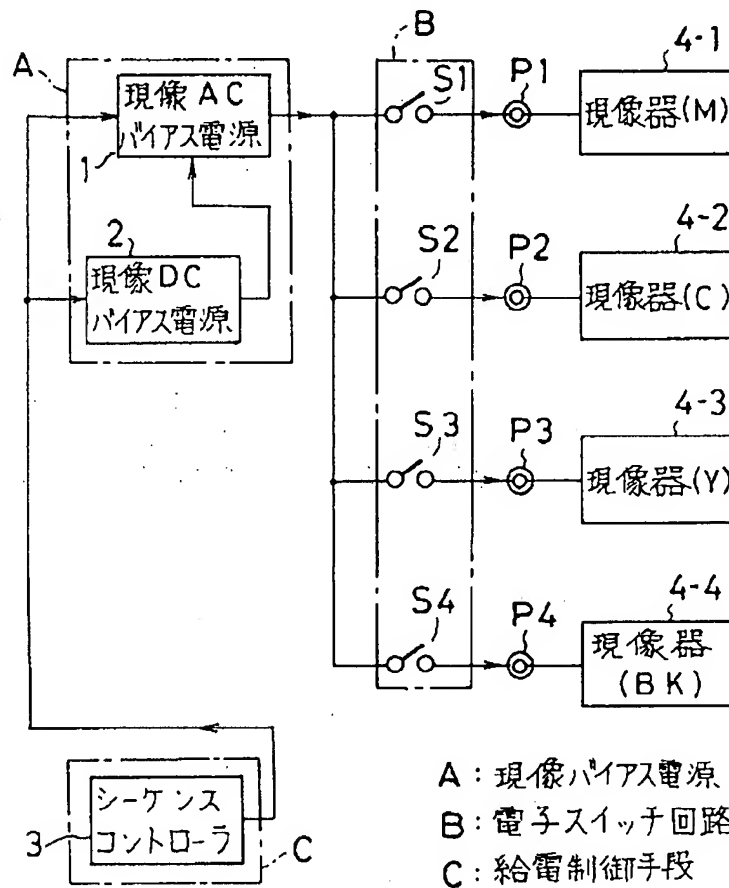 A
現像AC
バイアス電源
1
2
現像DC
バイアス電源
B
S1
P1
4-1
現像器(M)
S2
P2
4-2
現像器(C)
S3
P3
4-3
現像器(Y)
S4
P4
4-4
現像器
(BK)
シーケンス
コントローラ
3
C
A:現像バイアス電源
B:電子スイッチ回路
C:給電制御手段